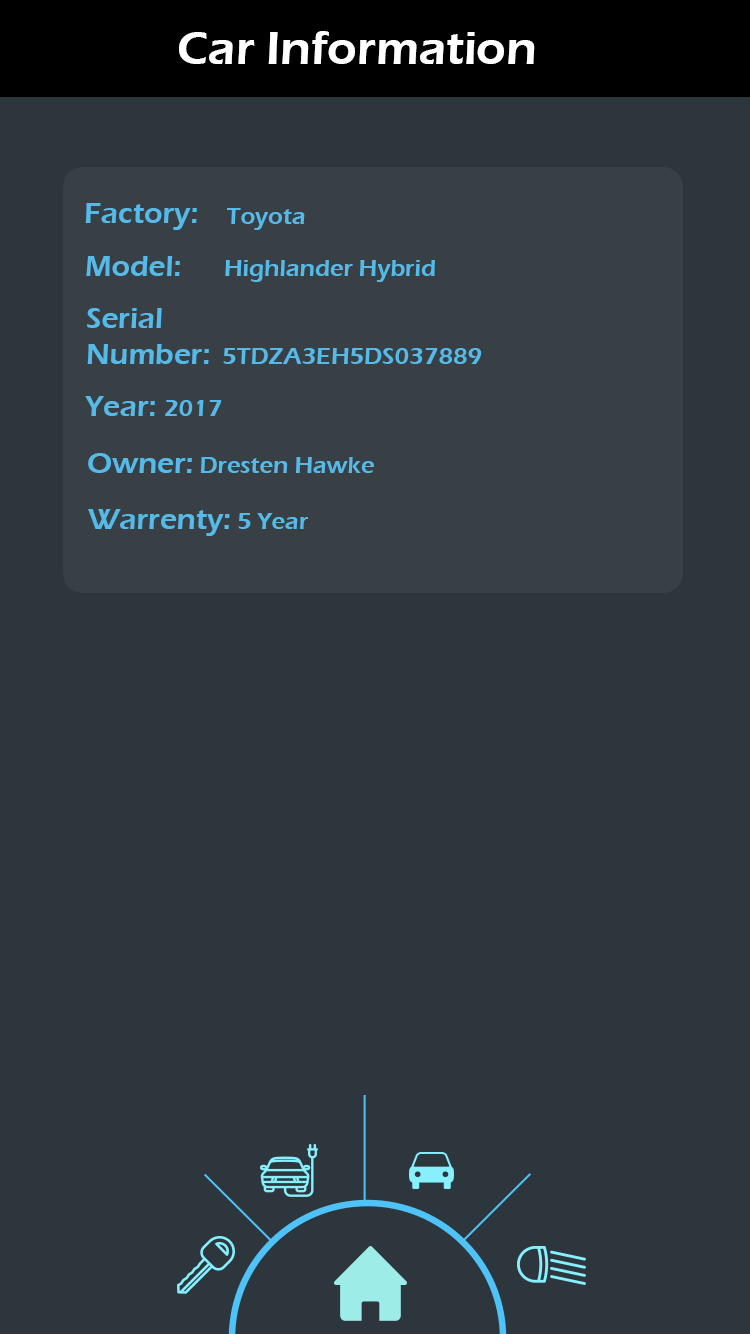 Car Information
Factory: Toyota
Model: Highlander Hybrid
Serial
Number: 5TDZA3EH5DS037889
Year: 2017
Owner: Dresten Hawke
Warrenty: 5 Year